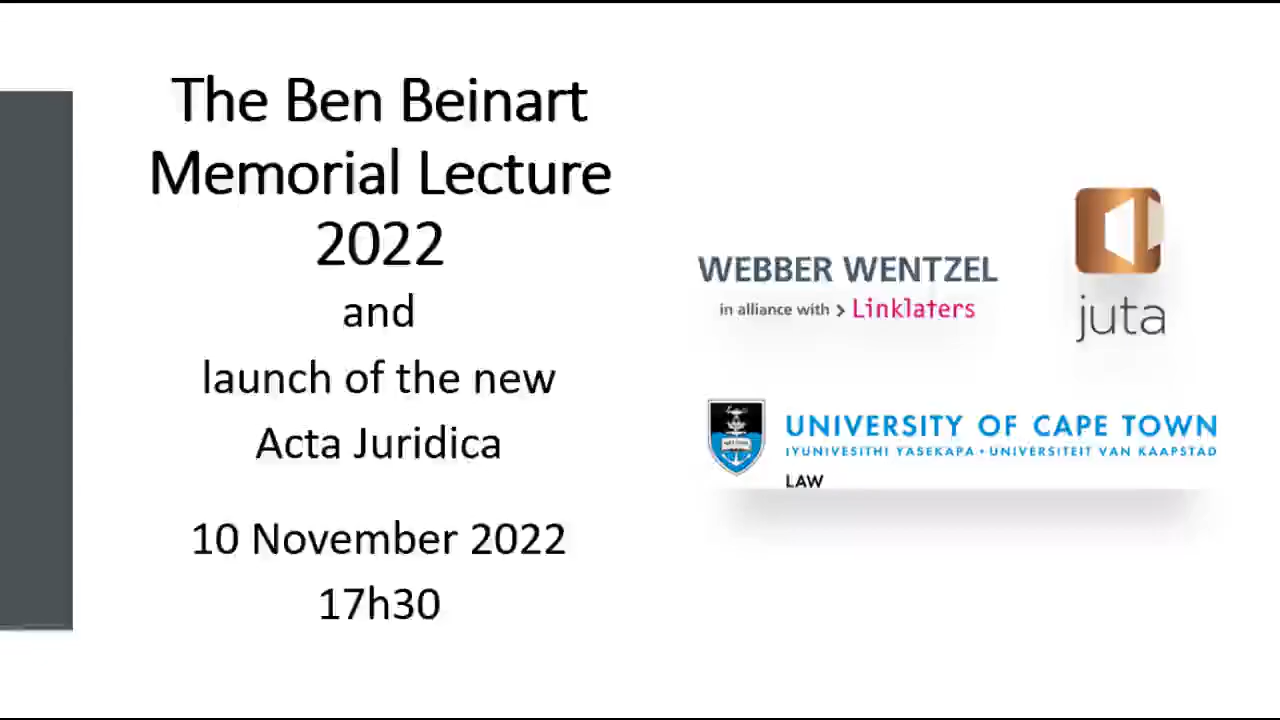 The Ben Beinart
Memorial Lecture
2022
and
launch of the new
Acta Juridica
10 November 2022
17h30
WEBBER WENTZEL
in alliance with > Linklaters
juta
UNIVERSITY OF CAPE TOWN
IYUNIVESITHI YASEKAPA • UNIVERSITEIT VAN KAAPSTAD
LAW